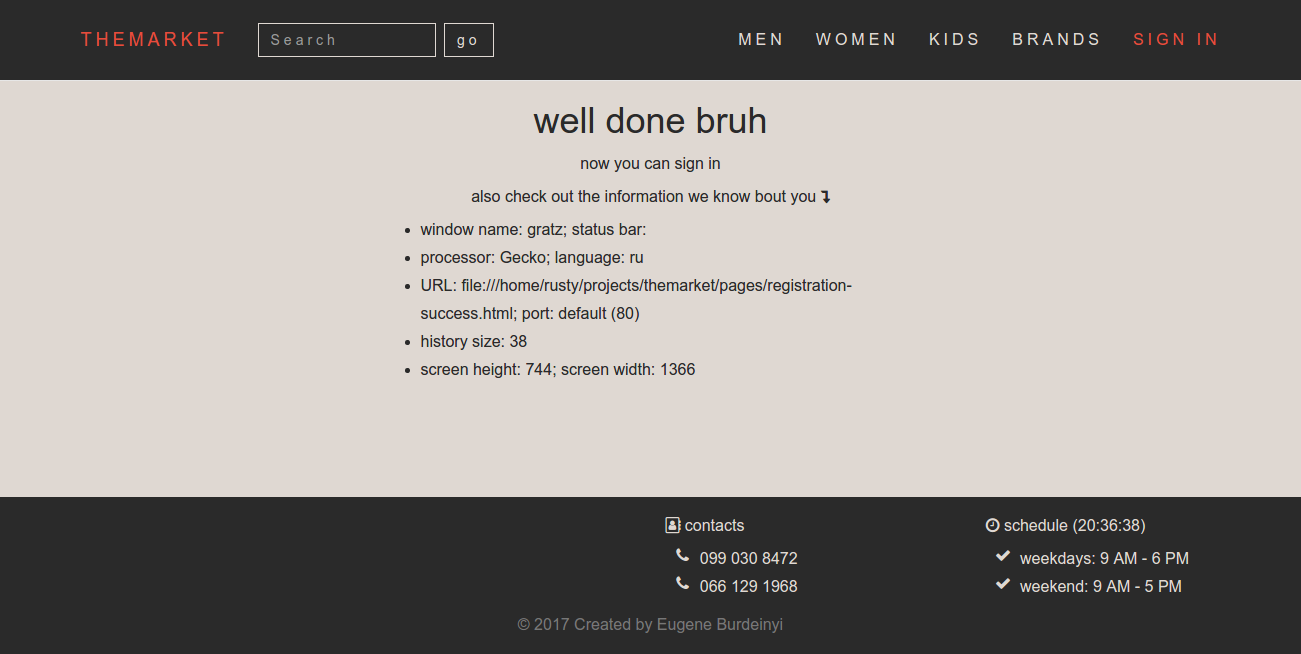 THEMARKET Search go MEN WOMEN KIDS BRANDS SIGN IN
well done bruh
now you can sign in
also check out the information we know bout you
window name: gratz; status bar:
processor: Gecko; language: ru
URL: file:///home/rusty/projects/themarket/pages/registration-
success.html; port: default (80)
history size: 38
screen height: 744; screen width: 1366
contacts
099 030 8472
066 129 1968
schedule (20:36:38)
weekdays: 9 AM - 6 PM
weekend: 9 AM - 5 PM
© 2017 Created by Eugene Burdeinyi